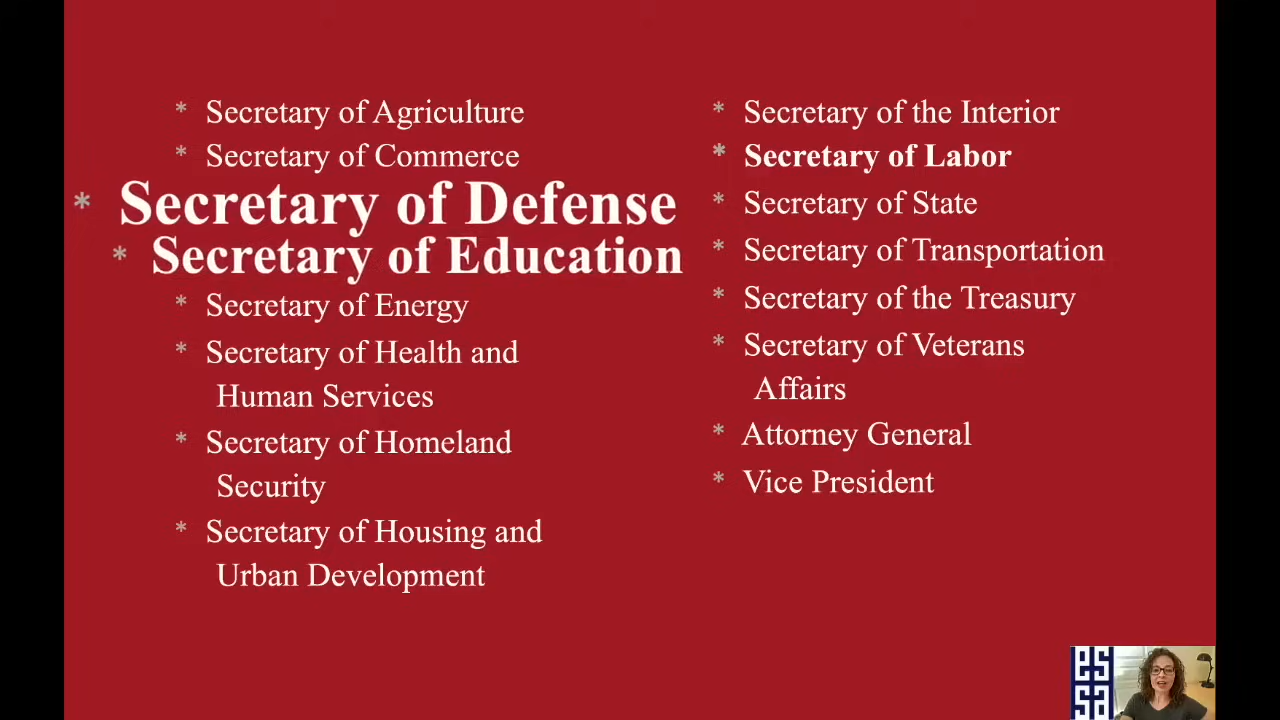 * Secretary of Agriculture
* Secretary of Commerce
* Secretary of Defense
* Secretary of Education
* Secretary of Energy
* Secretary of Health and
Human Services
* Secretary of Homeland
Security
* Secretary of Housing and
Urban Development
* Secretary of the Interior
* Secretary of Labor
* Secretary of State
* Secretary of Transportation
* Secretary of the Treasury
* Secretary of Veterans
Affairs
* Attorney General
* Vice President